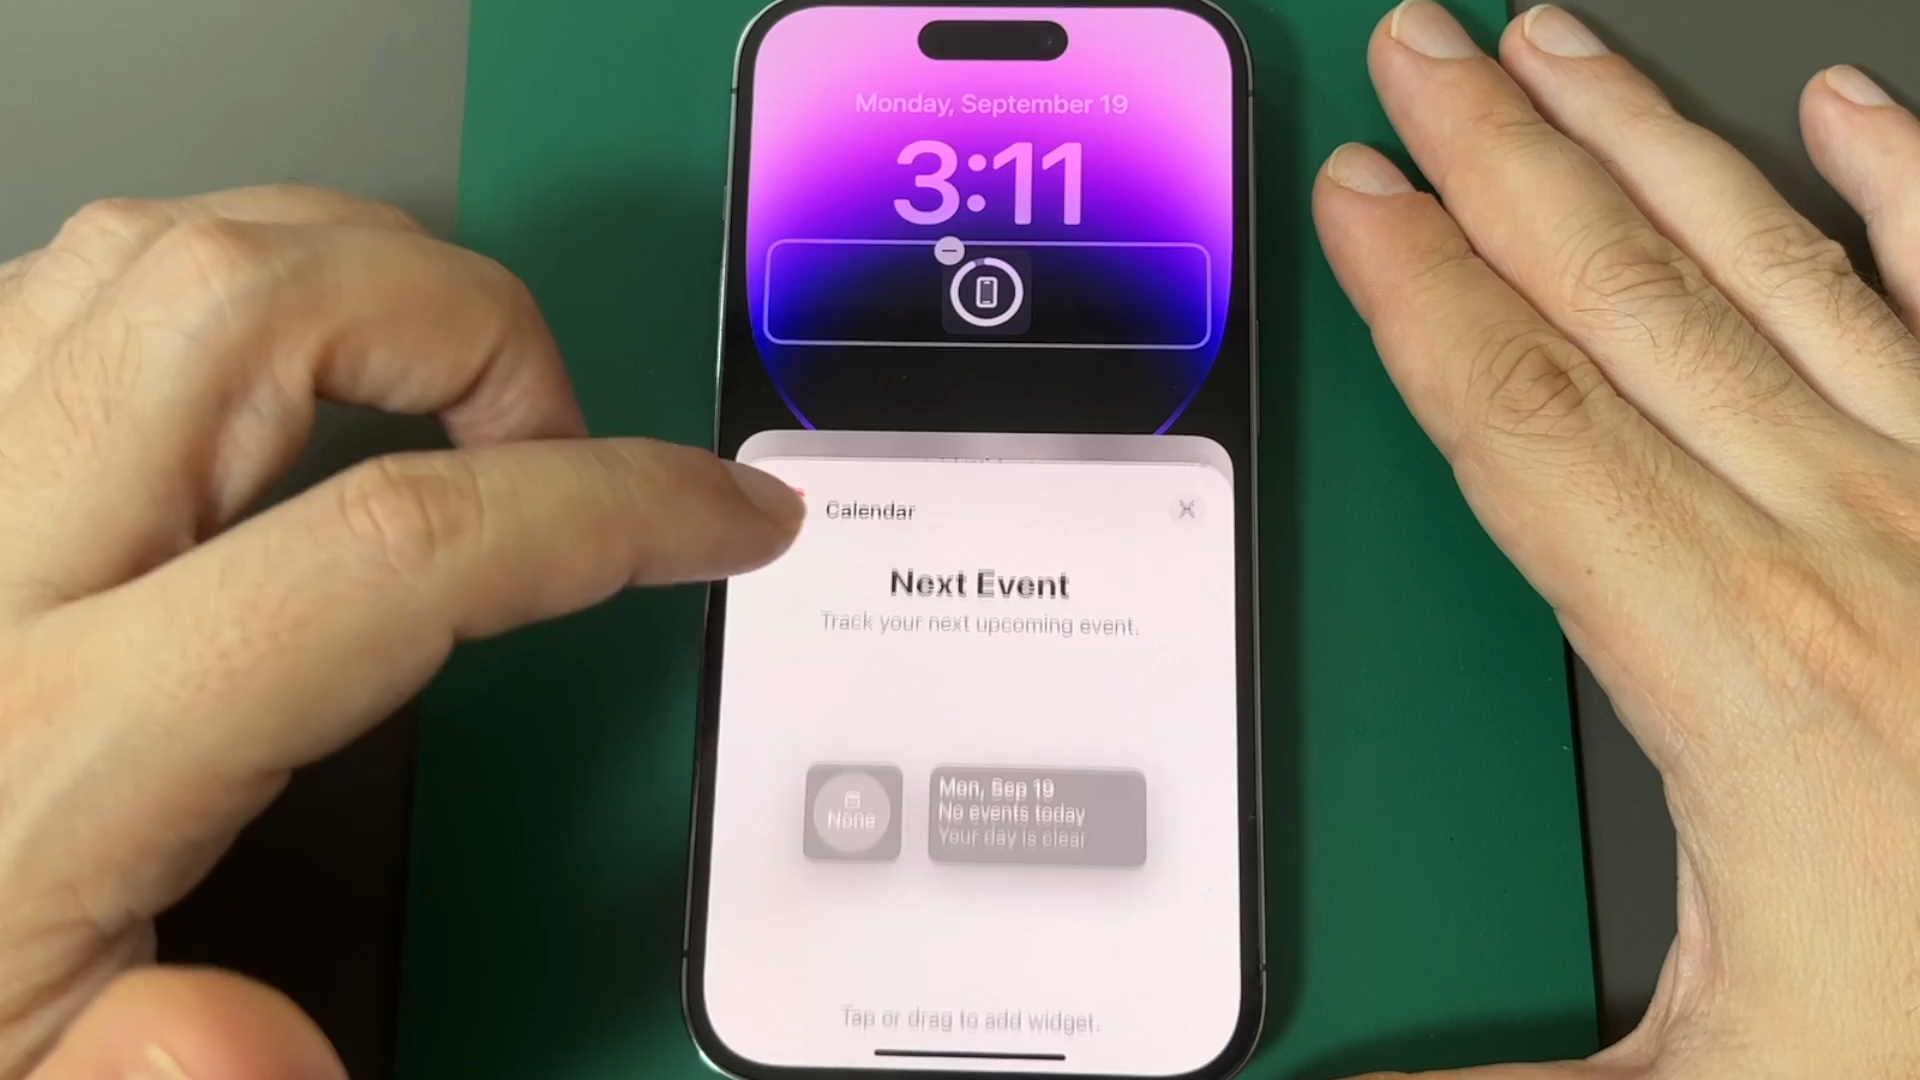 Monday, September 19
3:11
Calendar
Next Event
Track your next upcoming event.
None
Mon, Sep 19
No events today
Your day is clear
Tap or drag to add widget.